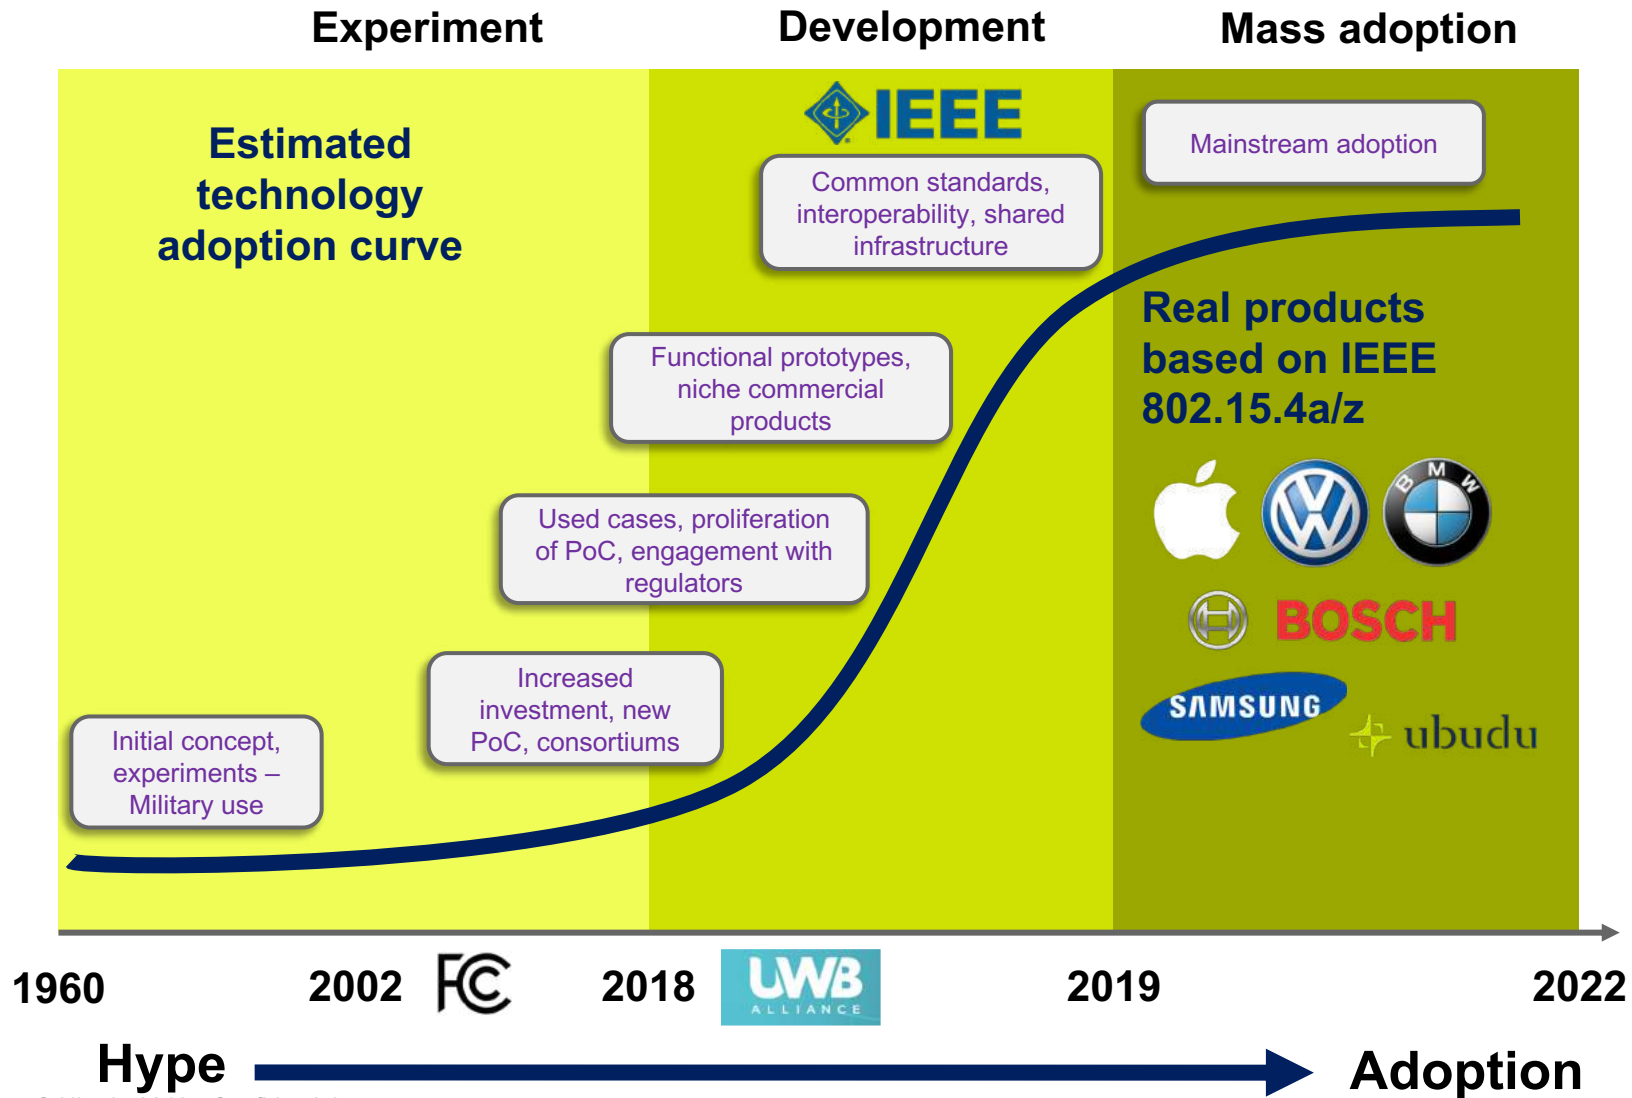 Experiment
Development
Mass adoption
Estimated
technology
adoption curve
IEEE
Common standards,
interoperability, shared
infrastructure
Mainstream adoption
Functional prototypes,
niche commercial
products
Real products
based on IEEE
802.15.4a/z
BMW
Used cases, proliferation
of PoC, engagement with
regulators
BOSCH
Increased
investment, new
PoC, consortiums
SAMSUNG
ubudu
Initial concept,
experiments –
Military use
1960
2002
FCC
2018
UWB
ALLIANCE
2019
2022
Hype
Adoption